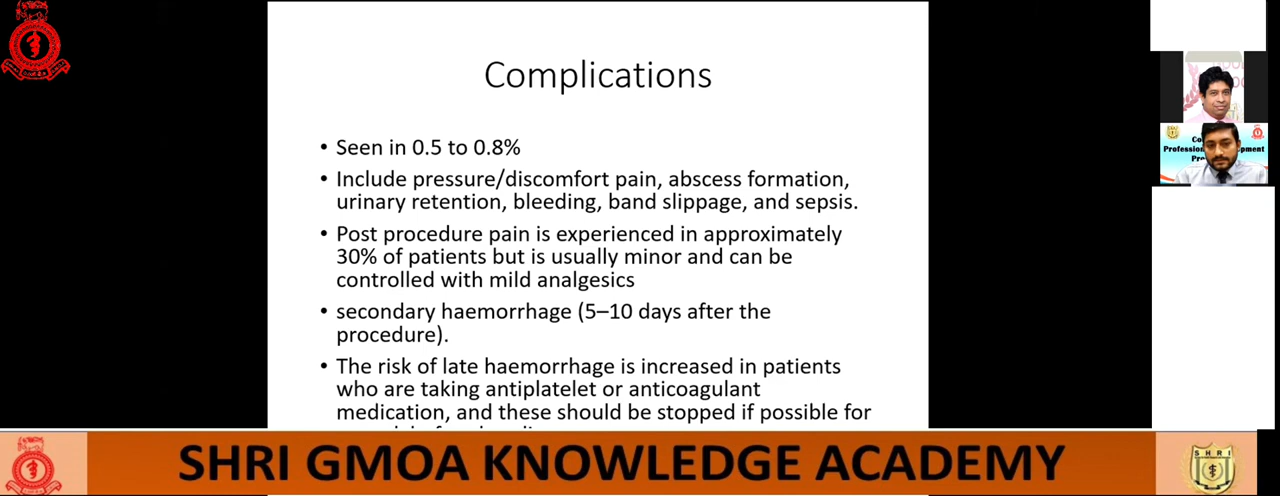 Complications
• Seen in 0.5 to 0.8%
• Include pressure/discomfort pain, abscess formation,
urinary retention, bleeding, band slippage, and sepsis.
• Post procedure pain is experienced in approximately
30% of patients but is usually minor and can be
controlled with mild analgesics
• secondary haemorrhage (5–10 days after the
procedure).
• The risk of late haemorrhage is increased in patients
who are taking antiplatelet or anticoagulant
medication, and these should be stopped if possible for
SHRI GMOA KNOWLEDGE ACADEMY
SHRI